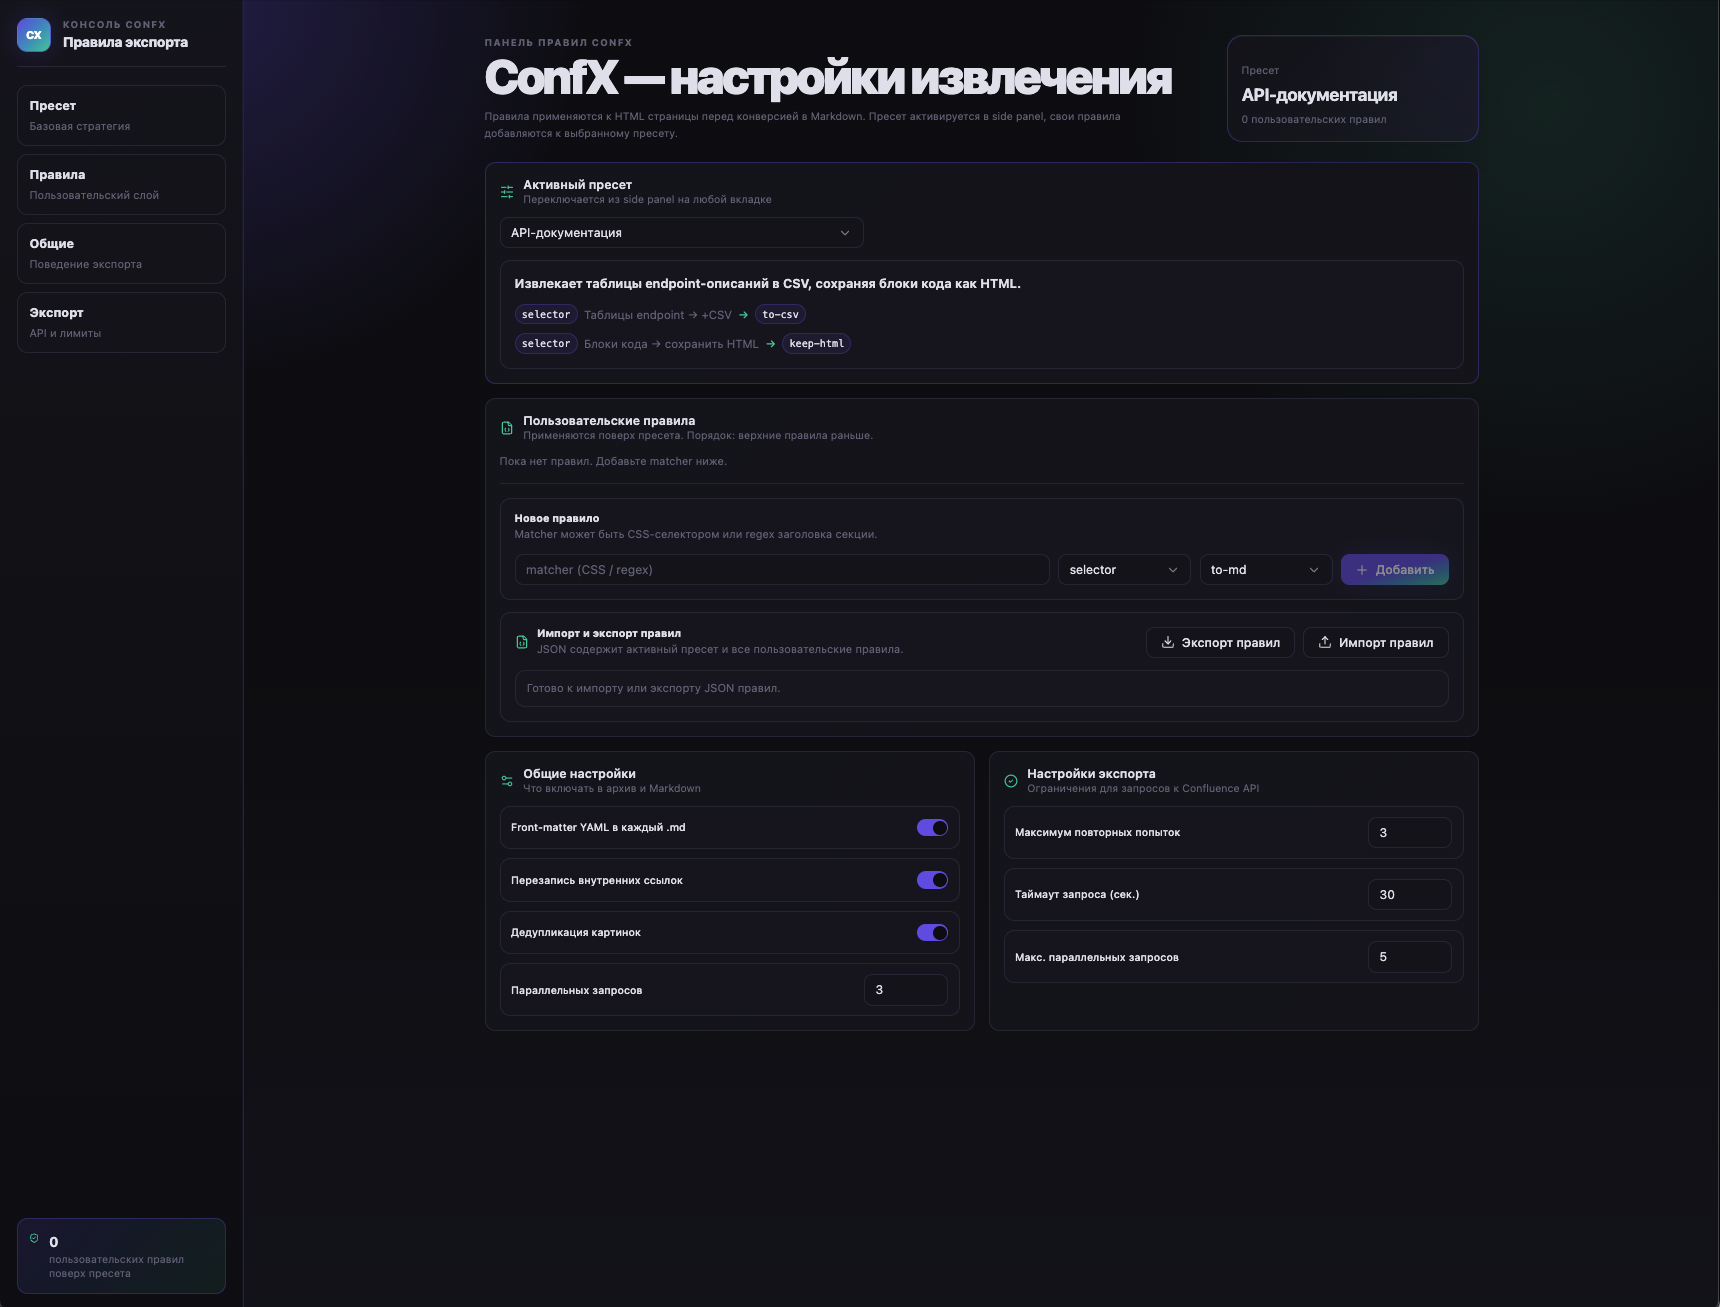 CX
КОНСОЛЬ CONFX
Правила экспорта
Пресет
Базовая стратегия
Правила
Пользовательский слой
Общие
Поведение экспорта
Экспорт
API и лимиты
0
пользовательских правил
поверх пресета
ПАНЕЛЬ ПРАВИЛ CONFX
ConfX — настройки извлечения
Правила применяются к HTML страницы перед конверсией в Markdown. Пресет активируется в side panel, свои правила
добавляются к выбранному пресету.
Пресет
API-документация
0 пользовательских правил
Активный пресет
Переключается из side panel на любой вкладке
API-документация
Извлекает таблицы endpoint-описаний в CSV, сохраняя блоки кода как HTML.
selector Таблицы endpoint → +CSV → to-csv
selector Блоки кода → сохранить HTML → keep-html
Пользовательские правила
Применяются поверх пресета. Порядок: верхние правила раньше.
Пока нет правил. Добавьте matcher ниже.
Новое правило
Matcher может быть CSS-селектором или regex заголовка секции.
matcher (CSS / regex) selector to-md + Добавить
Импорт и экспорт правил
JSON содержит активный пресет и все пользовательские правила.
Экспорт правил Импорт правил
Готово к импорту или экспорту JSON правил.
Общие настройки
Что включать в архив и Markdown
Front-matter YAML в каждый .md
Перезапись внутренних ссылок
Дедупликация картинок
Параллельных запросов 3
Настройки экспорта
Ограничения для запросов к Confluence API
Максимум повторных попыток 3
Таймаут запроса (сек.) 30
Макс. параллельных запросов 5